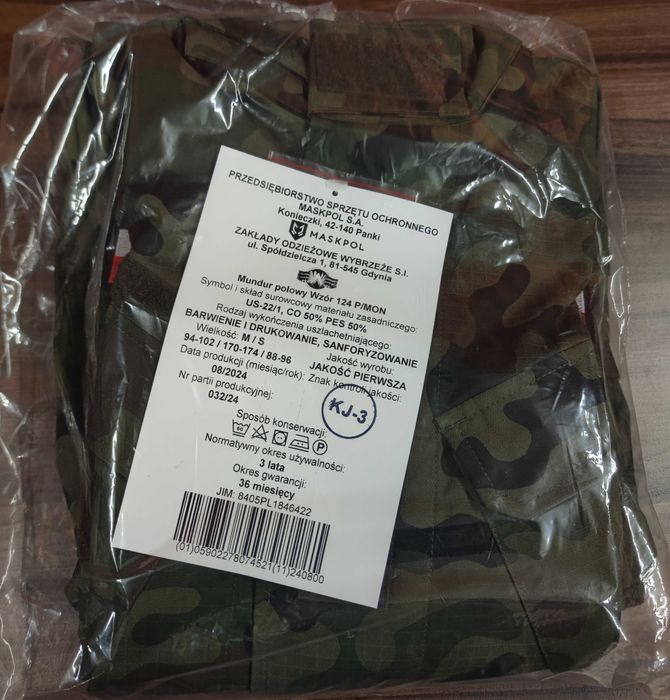 PRZEDSIĘBIORSTWO SPRZĘTU OCHRONNEGO
MASKPOL S.A.
Konieczki, 42-140 Panki
MASKPOL
ZAKŁADY ODZIEŻOWE WYBRZEŻE S.I.
ul. Spółdzielcza 1, 81-545 Gdynia
Mundur polowy Wzór 124 P/MON
Symbol i skład surowcowy materiału zasadniczego:
US-22/1, CO 50% PES 50%
Rodzaj wykończenia uszlachetniającego:
BARWIENIE I DRUKOWANIE, SANFORYZOWANIE
Wielkość: M / S
94-102 / 170-174 / 88-96
Jakość wyrobu:
JAKOŚĆ PIERWSZA
Data produkcji (miesiąc/rok):
08/2024
Znak kontroli jakości:
KJ-3
Nr partii produkcyjnej:
032/24
Sposób konserwacji:
60
P
Normatywny okres używalności:
3 lata
Okres gwarancji:
36 miesięcy
JIM: 8405PL1846422
(01)05902278074521(11)240800